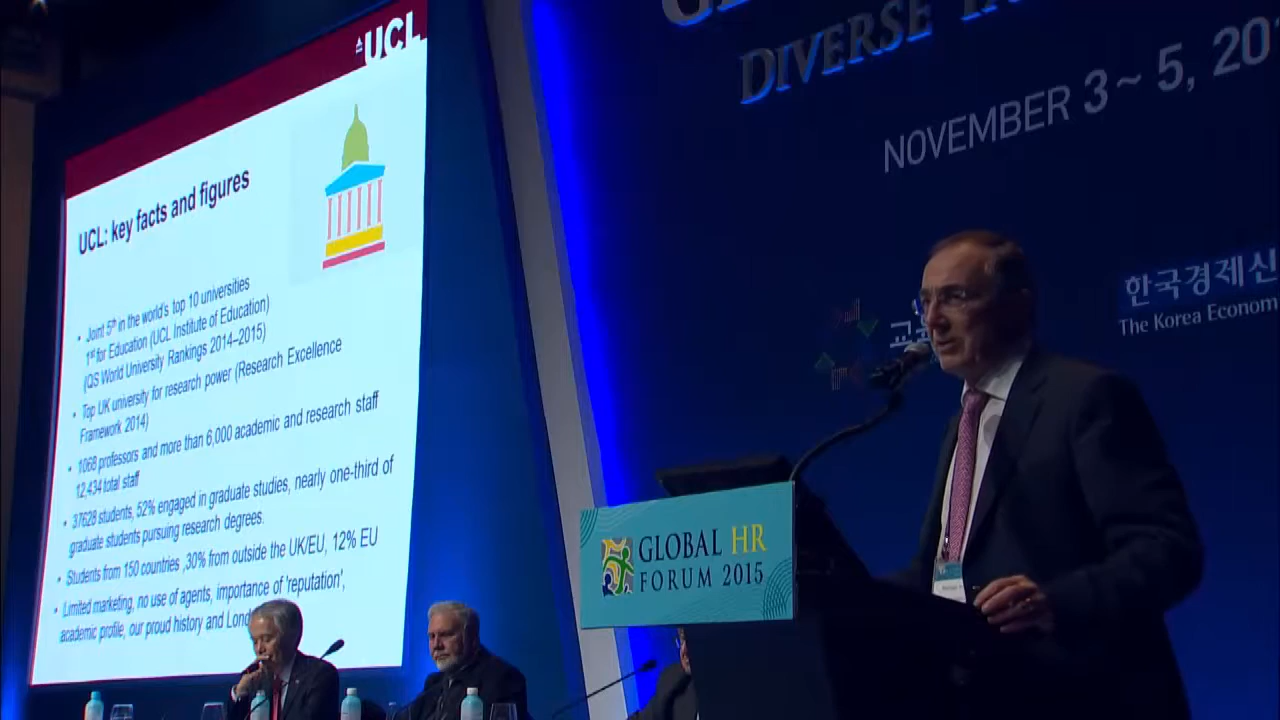 UCL
UCL: key facts and figures
• Joint 5th in the world's top 10 universities
1st for Education (UCL Institute of Education)
(QS World University Rankings 2014–2015)
• Top UK university for research power (Research Excellence
Framework 2014)
• 1068 professors and more than 6,000 academic and research staff
12,434 total staff
• 37628 students, 52% engaged in graduate studies, nearly one-third of
graduate students pursuing research degrees.
• Students from 150 countries ,30% from outside the UK/EU, 12% EU
• Limited marketing, no use of agents, importance of 'reputation',
academic profile, our proud history and
DIVERSE
NOVEMBER 3~5, 20
한국경제신
The Korea Econom
GLOBAL HR
FORUM 2015